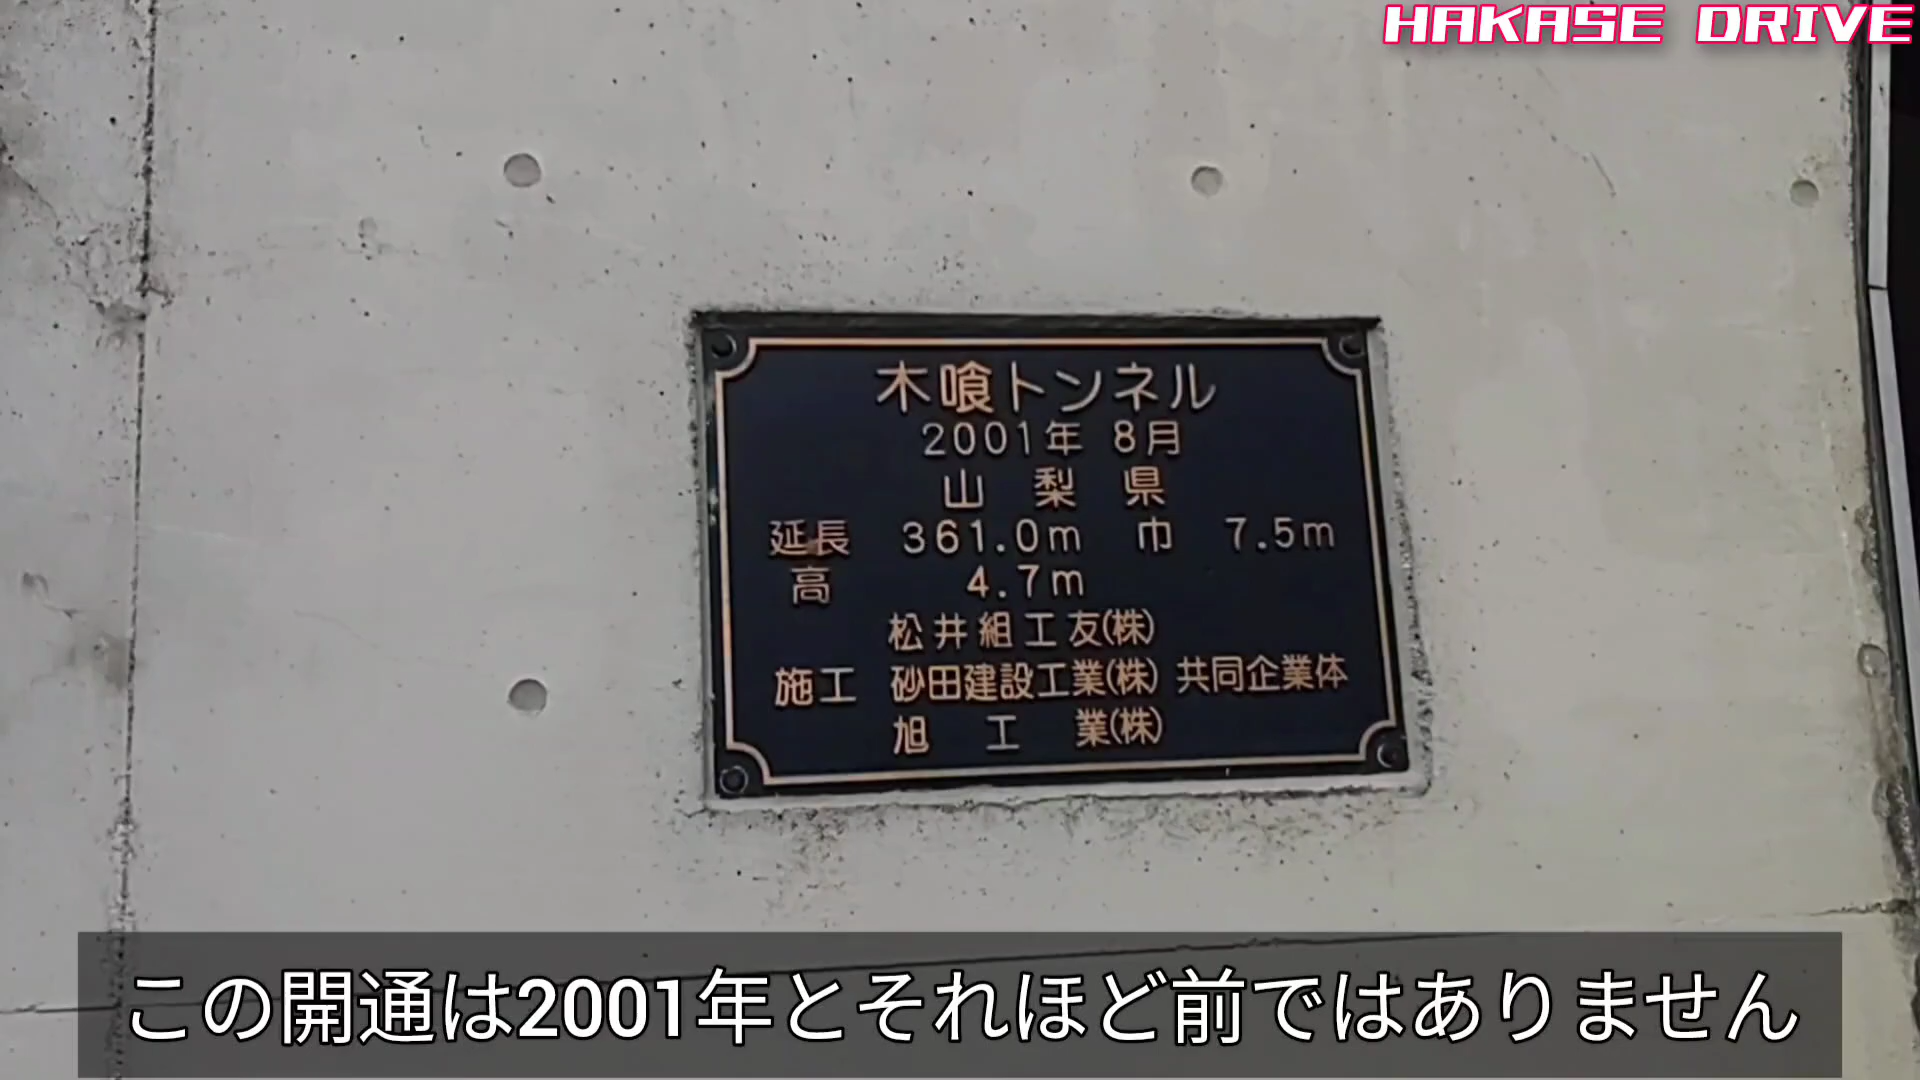 HAKASE DRIVE
木喰トンネル
2001年 8月
山 梨 県
延長 361.0m 巾 7.5m
高 4.7m
松井組工友(株)
施工 砂田建設工業(株) 共同企業体
旭 工 業(株)
この開通は2001年とそれほど前ではありません